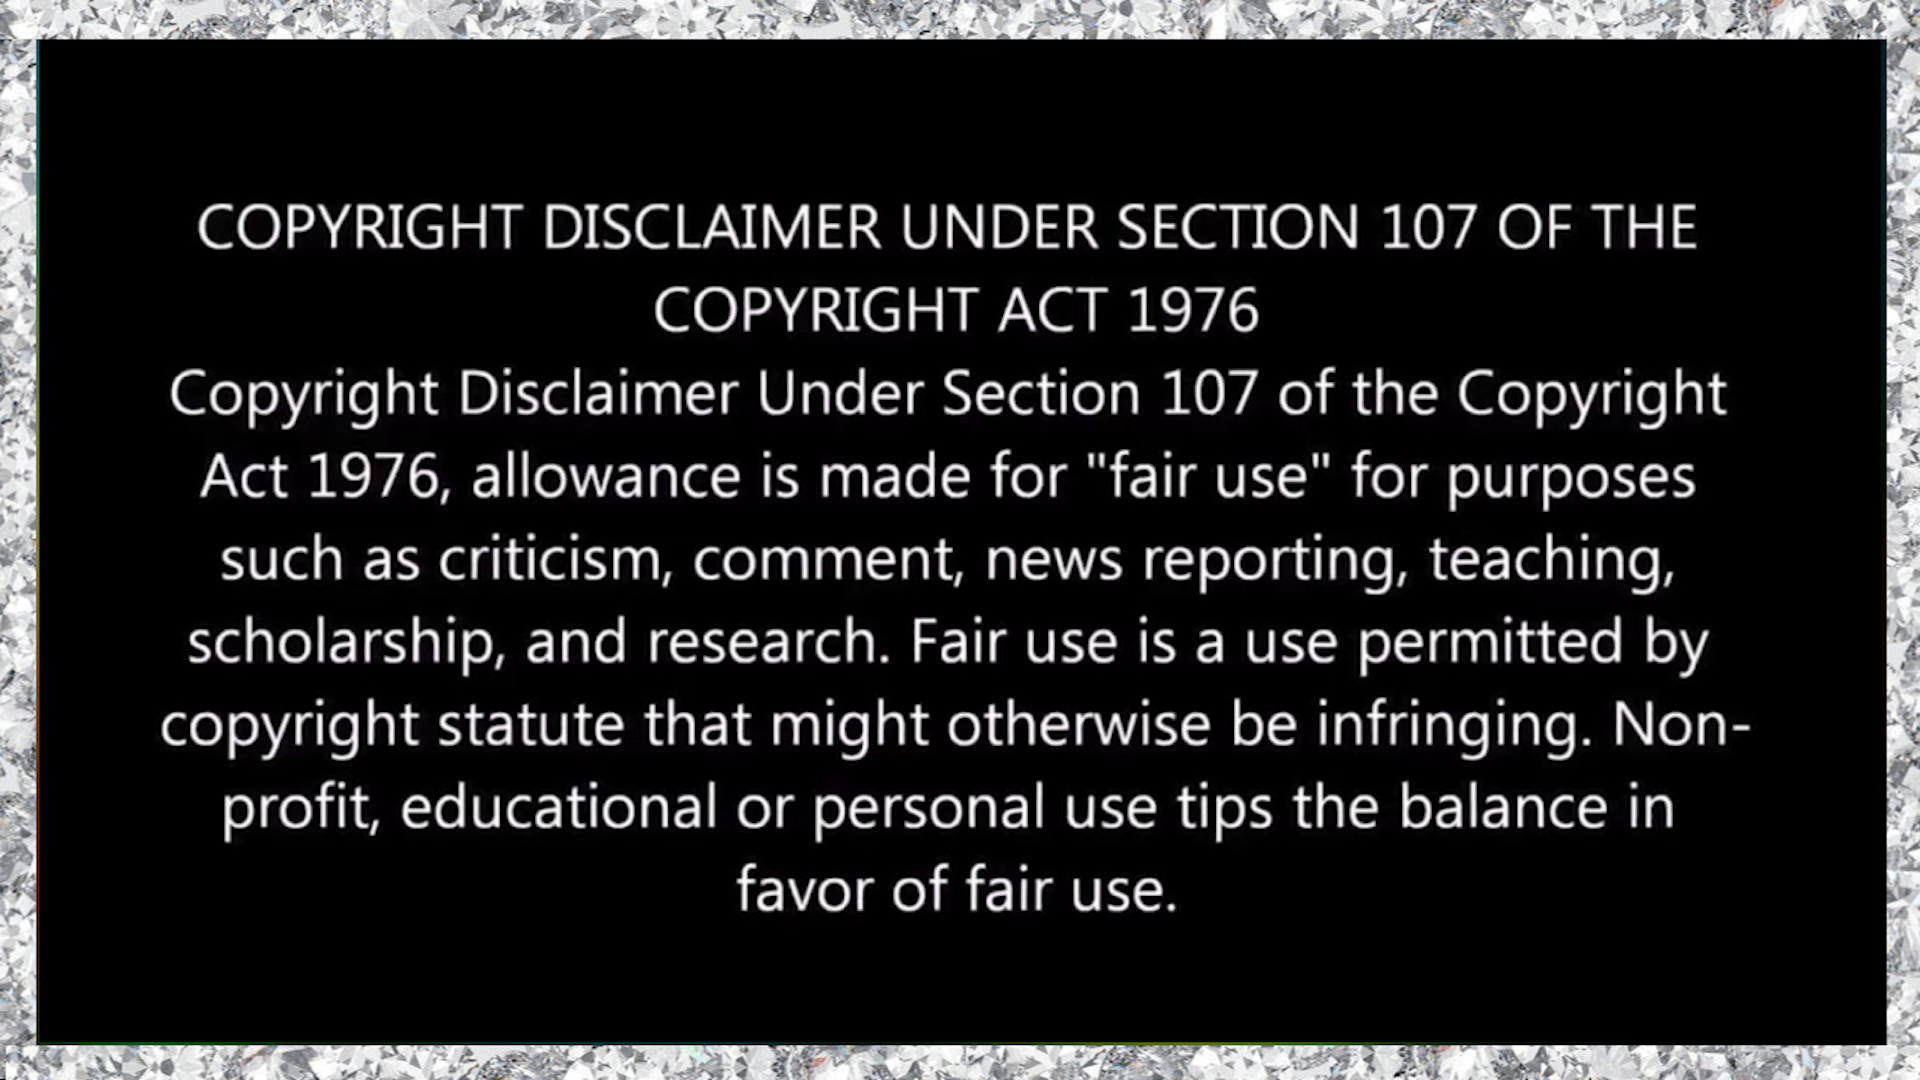 COPYRIGHT DISCLAIMER UNDER SECTION 107 OF THE
COPYRIGHT ACT 1976
Copyright Disclaimer Under Section 107 of the Copyright
Act 1976, allowance is made for "fair use" for purposes
such as criticism, comment, news reporting, teaching,
scholarship, and research. Fair use is a use permitted by
copyright statute that might otherwise be infringing. Non-
profit, educational or personal use tips the balance in
favor of fair use.